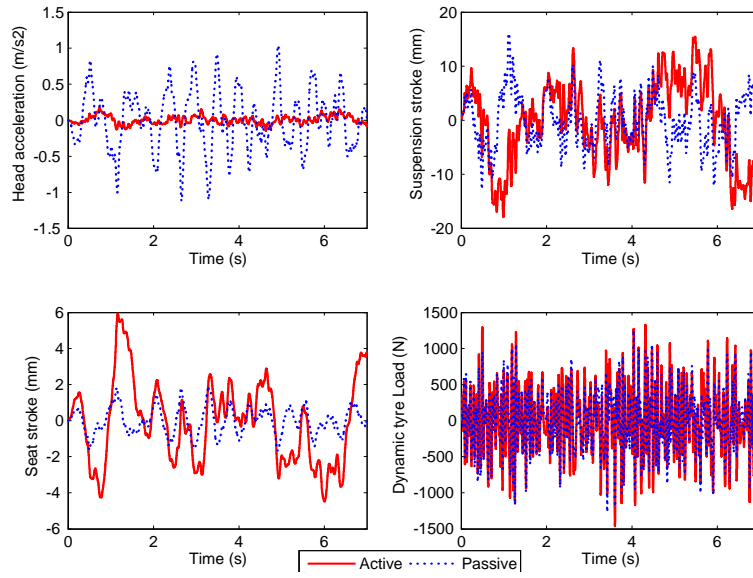 1.5
1
0.5
0
-0.5
-1
-1.5
0 2 4 6
Time (s)
Head acceleration (m/s2)
20
10
0
-10
-20
0 2 4 6
Time (s)
Suspension stroke (mm)
6
4
2
0
-2
-4
-6
0 2 4 6
Time (s)
Seat stroke (mm)
1500
1000
500
0
-500
-1000
-1500
0 2 4 6
Time (s)
Dynamic tyre Load (N)
Active Passive